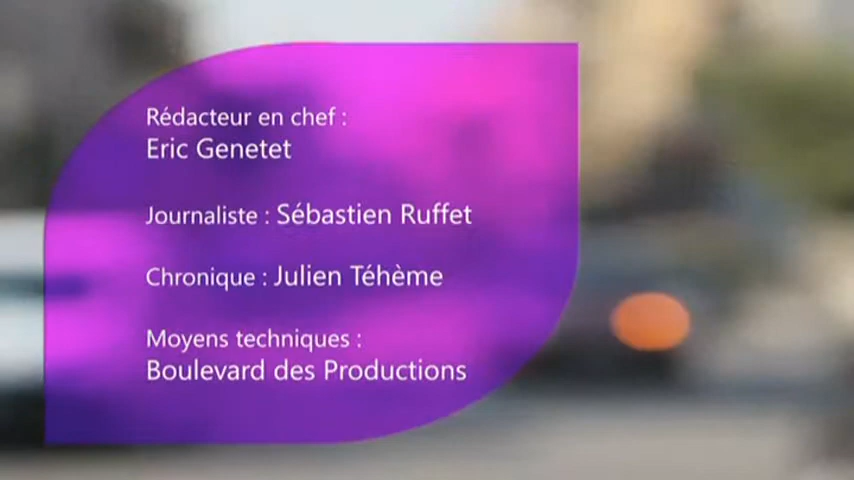 Rédacteur en chef :
Eric Genetet
Journaliste : Sébastien Ruffet
Chronique : Julien Téhème
Moyens techniques :
Boulevard des Productions